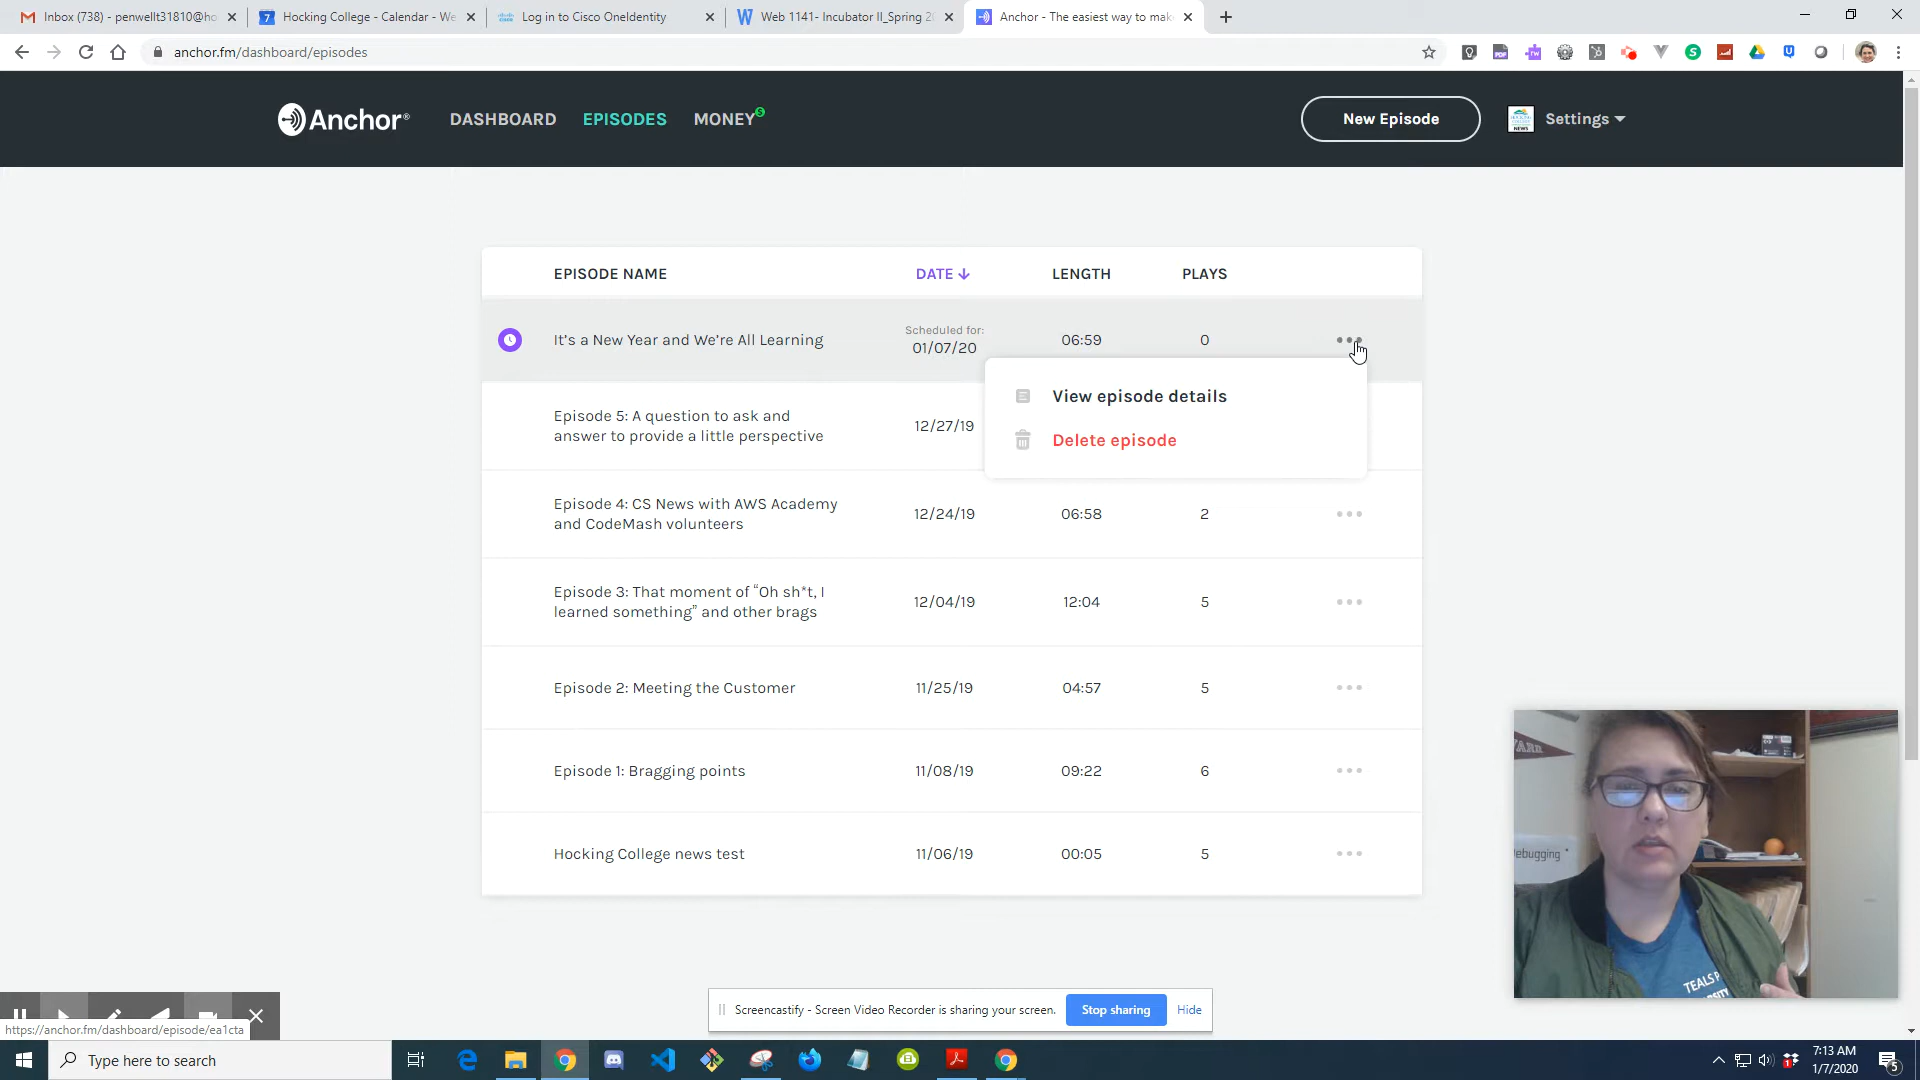 Inbox (738) - penwellt31810@ho
Hocking College - Calendar - We
Log in to Cisco OneIdentity
Web 1141- Incubator II_Spring 2
Anchor - The easiest way to mak
anchor.fm/dashboard/episodes
Anchor
DASHBOARD
EPISODES
MONEY
New Episode
Settings
EPISODE NAME
DATE ↓
LENGTH
PLAYS
It's a New Year and We're All Learning
Scheduled for:
01/07/20
06:59
0
View episode details
Delete episode
Episode 5: A question to ask and
answer to provide a little perspective
12/27/19
Episode 4: CS News with AWS Academy
and CodeMash volunteers
12/24/19
06:58
2
Episode 3: That moment of “Oh sh*t, I
learned something” and other brags
12/04/19
12:04
5
Episode 2: Meeting the Customer
11/25/19
04:57
5
Episode 1: Bragging points
11/08/19
09:22
6
Hocking College news test
11/06/19
00:05
5
ebugging
TEALS
Screencastify - Screen Video Recorder is sharing your screen.
Stop sharing
Hide
https://anchor.fm/dashboard/episode/ea1cta
Type here to search
7:13 AM
1/7/2020
5